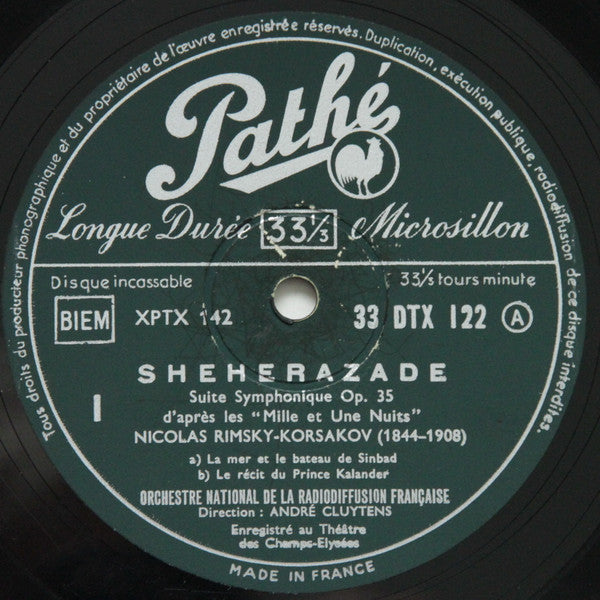 Tous droits du producteur phonographique et du propriétaire de l'œuvre enregistrée réservés. Duplication, exécution publique, radiodiffusion de ce disque interdites.
Pathé
Longue Durée 33⅓ Microsillon
Disque incassable 33⅓ tours minute
BIEM XPTX 142 33 DTX 122 A
SHEHERAZADE
I Suite Symphonique Op. 35
d'après les "Mille et Une Nuits"
NICOLAS RIMSKY-KORSAKOV (1844-1908)
a) La mer et le bateau de Sinbad
b) Le récit du Prince Kalander
ORCHESTRE NATIONAL DE LA RADIODIFFUSION FRANÇAISE
Direction : ANDRÉ CLUYTENS
Enregistré au Théâtre
des Champs-Elysées
MADE IN FRANCE